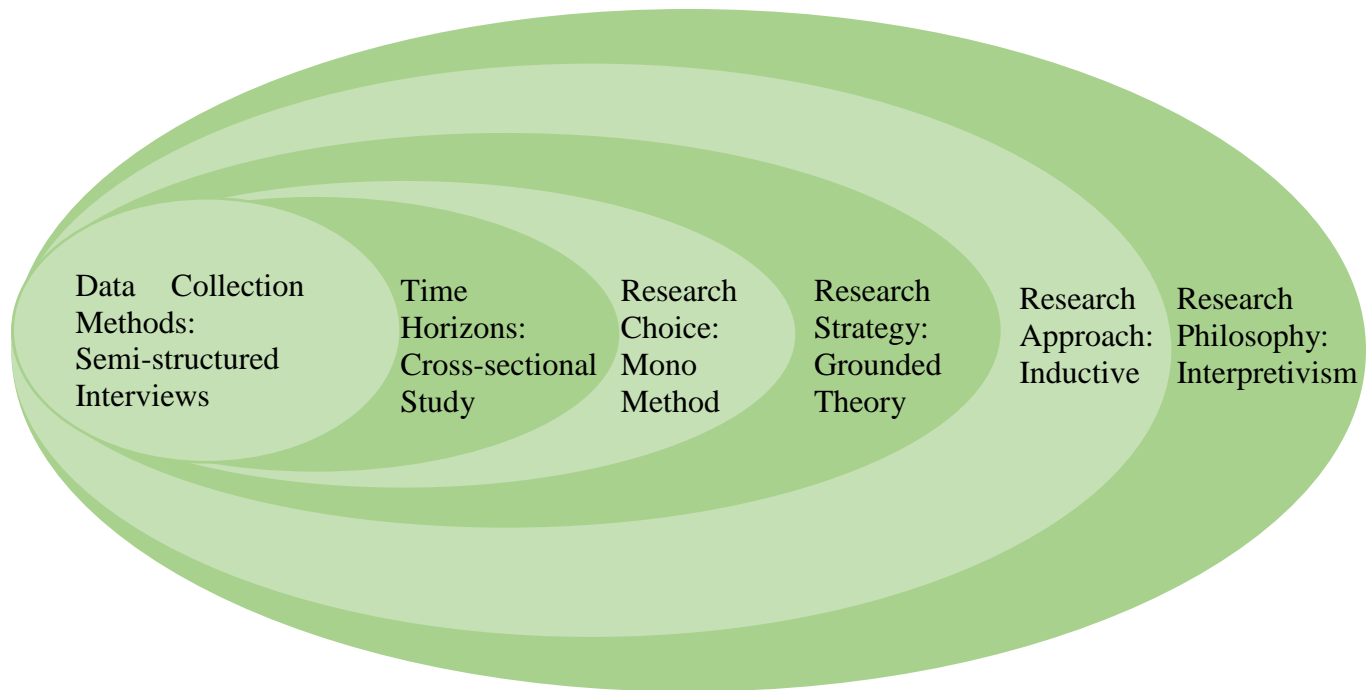 Data Collection
Methods:
Semi-structured
Interviews
Time
Horizons:
Cross-sectional
Study
Research
Choice:
Mono
Method
Research
Strategy:
Grounded
Theory
Research
Approach:
Inductive
Research
Philosophy:
Interpretivism